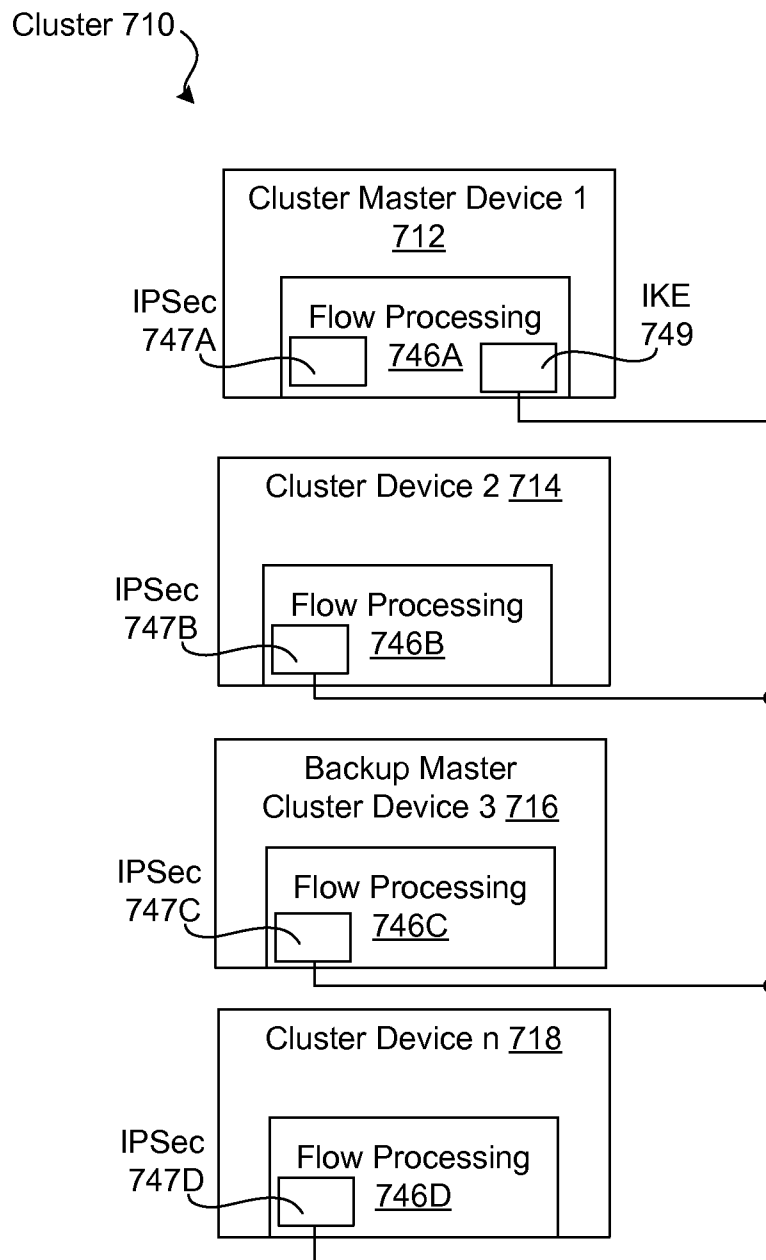 Cluster 710
Cluster Master Device 1
712
IPSec
747A
Flow Processing
746A
IKE
749
Cluster Device 2 714
IPSec
747B
Flow Processing
746B
Backup Master
Cluster Device 3 716
IPSec
747C
Flow Processing
746C
Cluster Device n 718
IPSec
747D
Flow Processing
746D